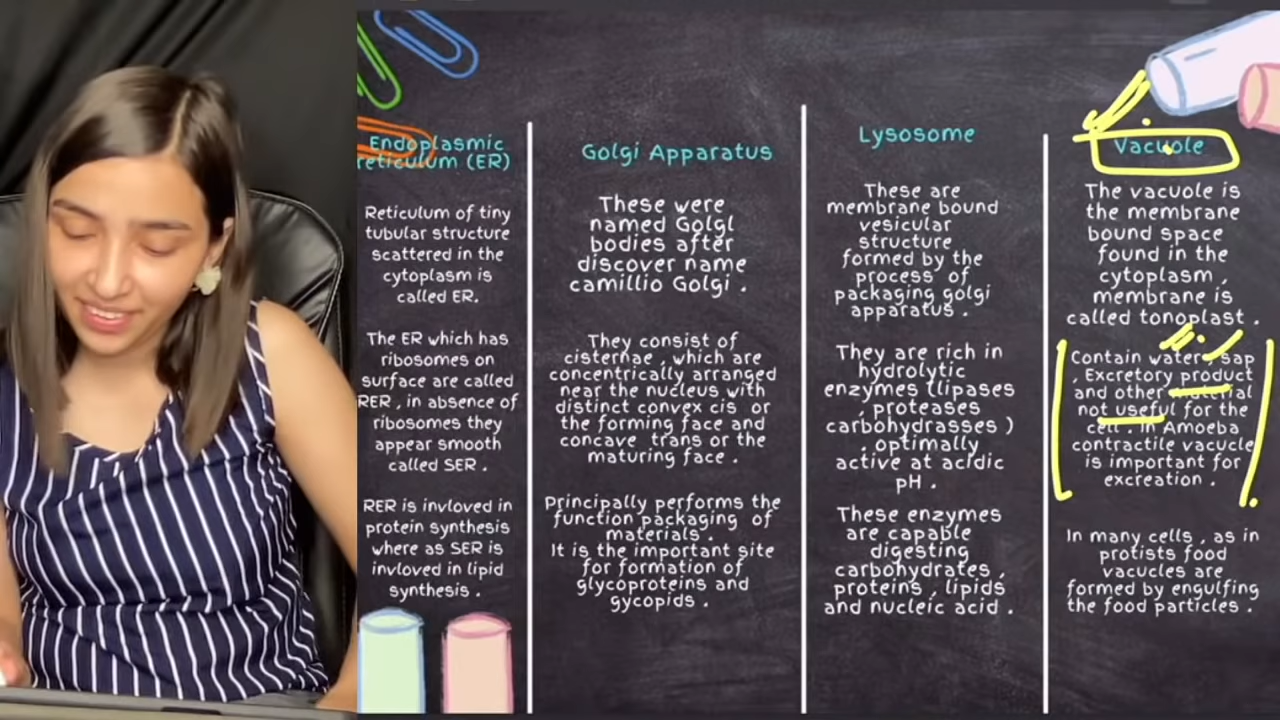 Endoplasmic
reticulum (ER)
Reticulum of tiny
tubular structure
scattered in the
cytoplasm is
called ER.
The ER which has
ribosomes on
surface are called
RER , in absence of
ribosomes they
appear smooth
called SER .
RER is invloved in
protein synthesis
where as SER is
invloved in lipid
synthesis .
Golgi Apparatus
These were
named Golgl
bodies after
discover name
camillio Golgi .
They consist of
cisternae , which are
concentrically arranged
near the nucleus with
distinct convex cis or
the forming face and
concave trans or the
maturing face .
Principally performs the
function packaging of
materials .
It is the important site
for formation of
glycoproteins and
gycopids .
Lysosome
These are
membrane bound
vesicular
structure
formed by the
process of
packaging golgi
apparatus .
They are rich in
hydrolytic
enzymes (lipases
, proteases
carbohydrasses )
, optimally
active at acidic
pH .
These enzymes
are capable
digesting
carbohydrates ,
proteins , lipids
and nucleic acid .
Vacuole
The vacuole is
the membrane
bound space
found in the
cytoplasm ,
membrane is
called tonoplast .
Contain water , sap
, Excretory product
and other material
not useful for the
cell . in Amoeba
contractile vacucle
is important for
excreation .
In many cells , as in
protists food
vacucles are
formed by engulfing
the food particles .